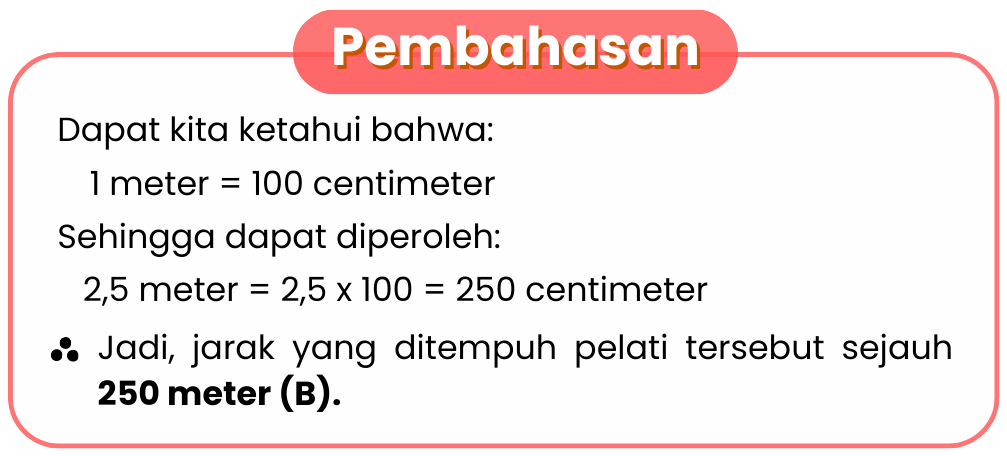 Pembahasan
Dapat kita ketahui bahwa:
1 meter = 100 centimeter
Sehingga dapat diperoleh:
2,5 meter = 2,5 x 100 = 250 centimeter
Jadi, jarak yang ditempuh pelati tersebut sejauh
250 meter (B).